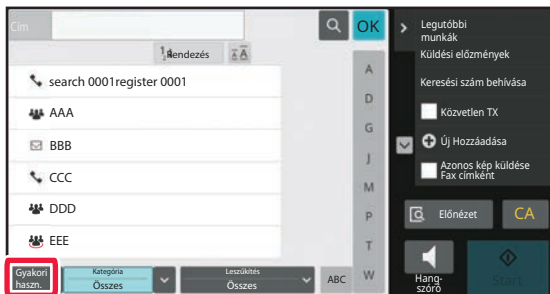 Cím
OK
Rendezés
search 0001register 0001
AAA
BBB
CCC
DDD
EEE
A
D
G
J
M
P
T
W
Gyakori
haszn.
Kategória
Összes
Leszűkítés
Összes
ABC
Legutóbbi
munkák
Küldési előzmények
Keresési szám behívása
Közvetlen TX
Új Hozzáadása
Azonos kép küldése
Fax címként
Előnézet
CA
Hang-
szóró
Start